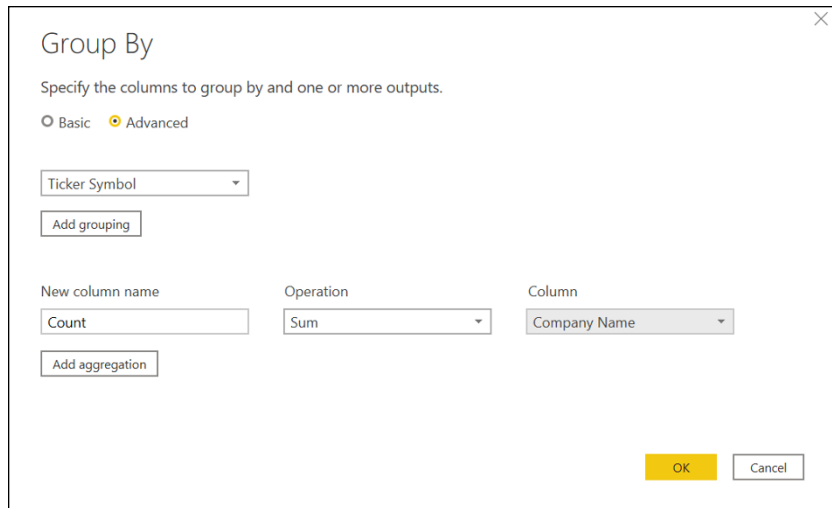 Group By
Specify the columns to group by and one or more outputs.
Basic Advanced
Ticker Symbol
Add grouping
New column name Operation Column
Count Sum Company Name
Add aggregation
OK Cancel